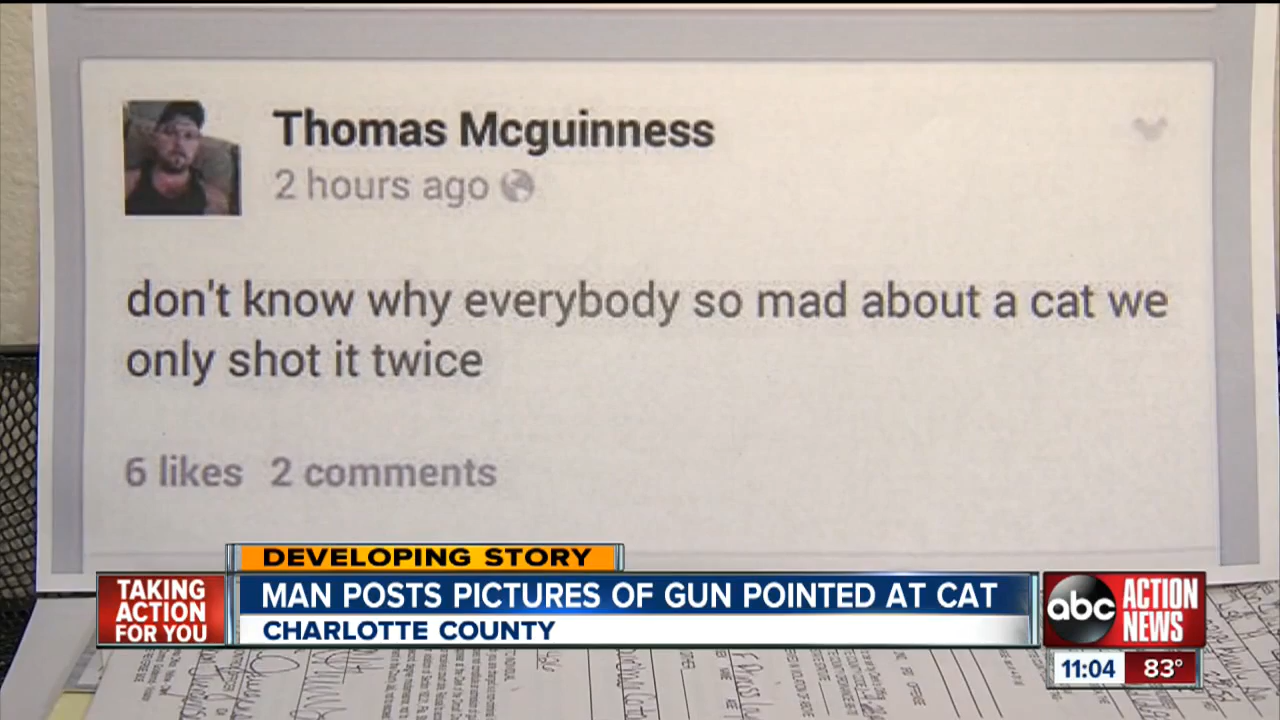 Thomas Mcguinness
2 hours ago
don't know why everybody so mad about a cat we
only shot it twice
6 likes 2 comments
DEVELOPING STORY
TAKING
ACTION
FOR YOU
MAN POSTS PICTURES OF GUN POINTED AT CAT
CHARLOTTE COUNTY
abc ACTION
NEWS
11:04 83°